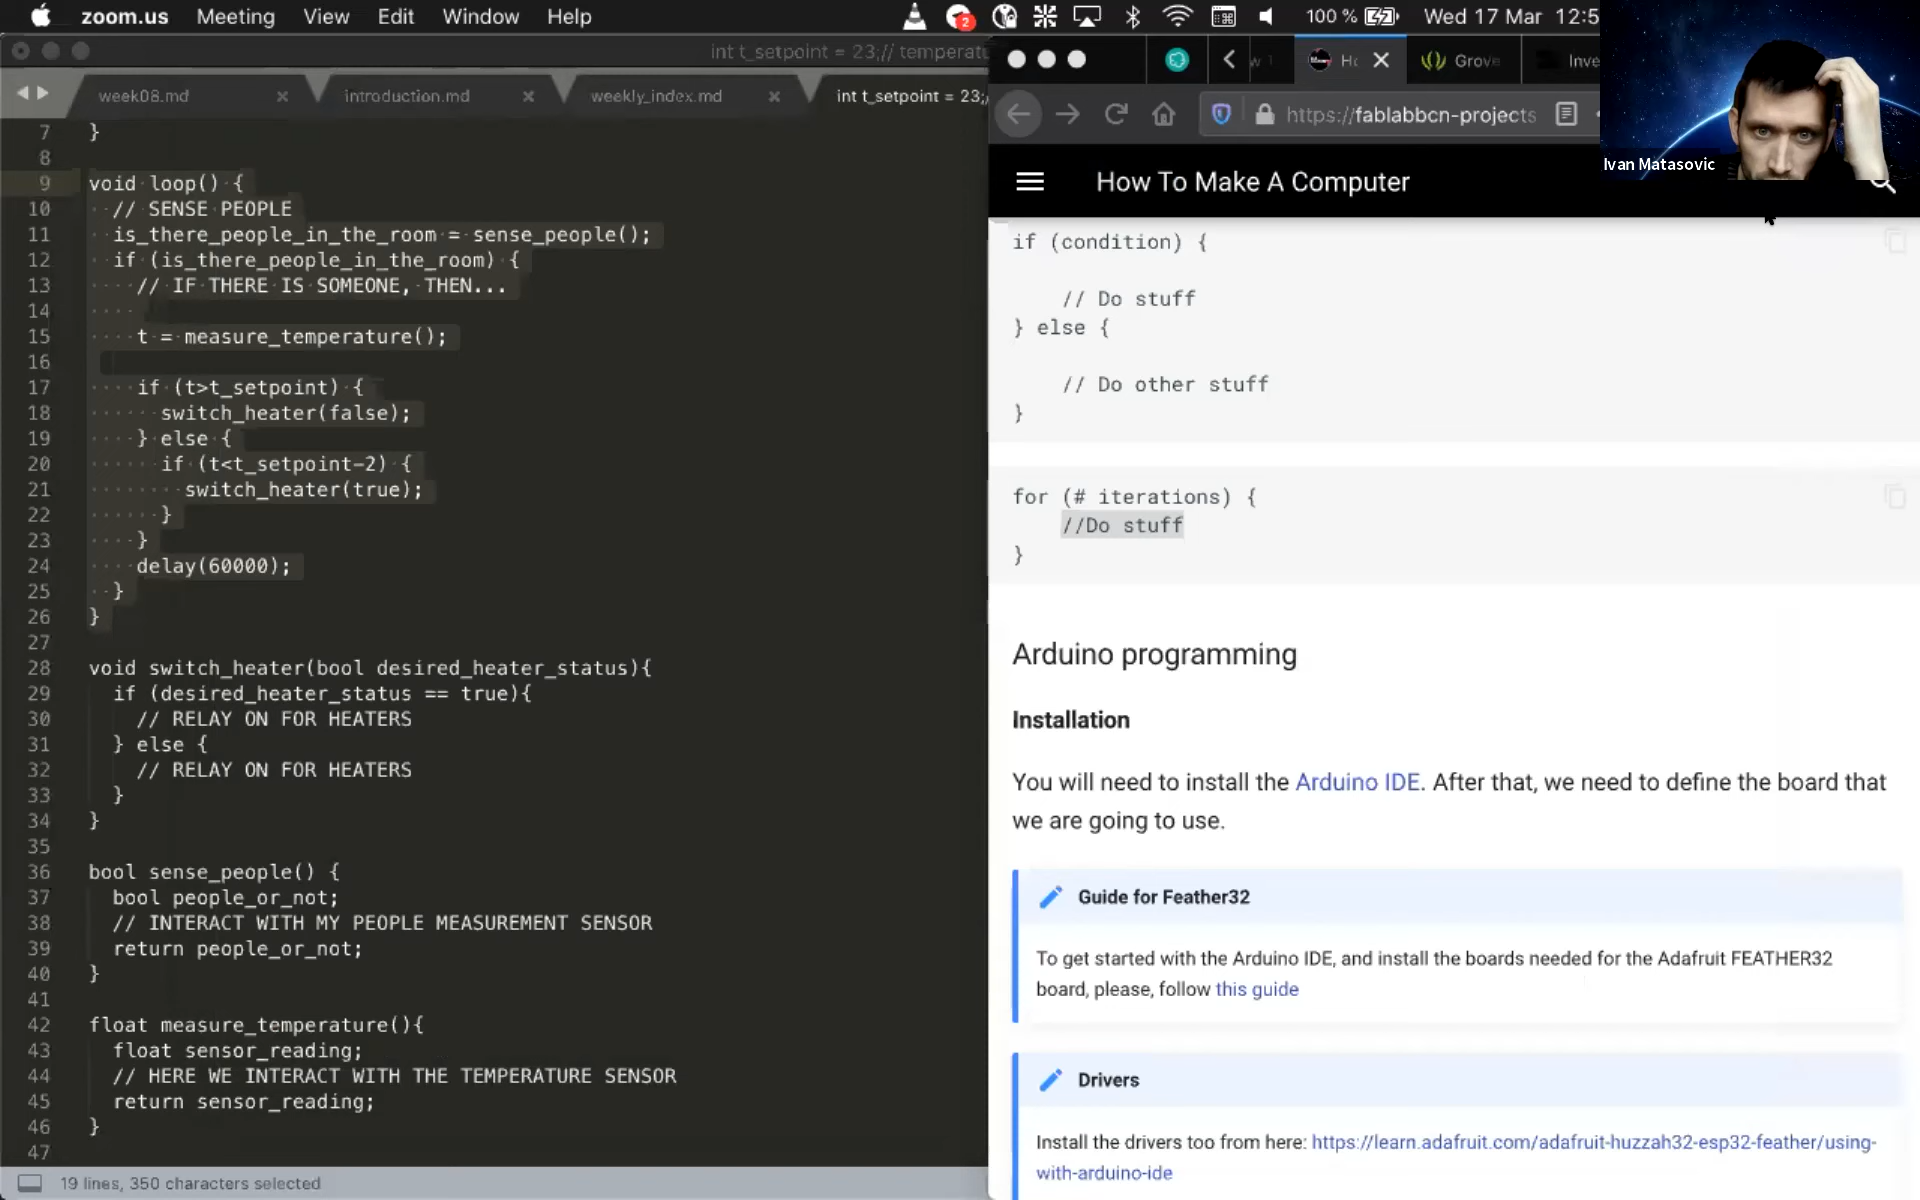 zoom.us Meeting View Edit Window Help
2
100 % Wed 17 Mar 12:5
int t_setpoint = 23;// temperatu
week08.md
introduction.md
weekly_index.md
int t_setpoint = 23;
7 }
8
9 void loop() {
10 // SENSE PEOPLE
11 is_there_people_in_the_room = sense_people();
12 if (is_there_people_in_the_room) {
13 // IF THERE IS SOMEONE, THEN...
14
15 t = measure_temperature();
16
17 if (t>t_setpoint) {
18 switch_heater(false);
19 } else {
20 if (t<t_setpoint-2) {
21 switch_heater(true);
22 }
23 }
24 delay(60000);
25 }
26 }
27
28 void switch_heater(bool desired_heater_status){
29 if (desired_heater_status == true){
30 // RELAY ON FOR HEATERS
31 } else {
32 // RELAY ON FOR HEATERS
33 }
34 }
35
36 bool sense_people() {
37 bool people_or_not;
38 // INTERACT WITH MY PEOPLE MEASUREMENT SENSOR
39 return people_or_not;
40 }
41
42 float measure_temperature(){
43 float sensor_reading;
44 // HERE WE INTERACT WITH THE TEMPERATURE SENSOR
45 return sensor_reading;
46 }
47
19 lines, 350 characters selected
Grove
Inve
https://fablabbcn-projects
Ivan Matasovic
How To Make A Computer
if (condition) {
// Do stuff
} else {
// Do other stuff
}
for (# iterations) {
//Do stuff
}
Arduino programming
Installation
You will need to install the Arduino IDE. After that, we need to define the board that
we are going to use.
Guide for Feather32
To get started with the Arduino IDE, and install the boards needed for the Adafruit FEATHER32
board, please, follow this guide
Drivers
Install the drivers too from here: https://learn.adafruit.com/adafruit-huzzah32-esp32-feather/using-
with-arduino-ide